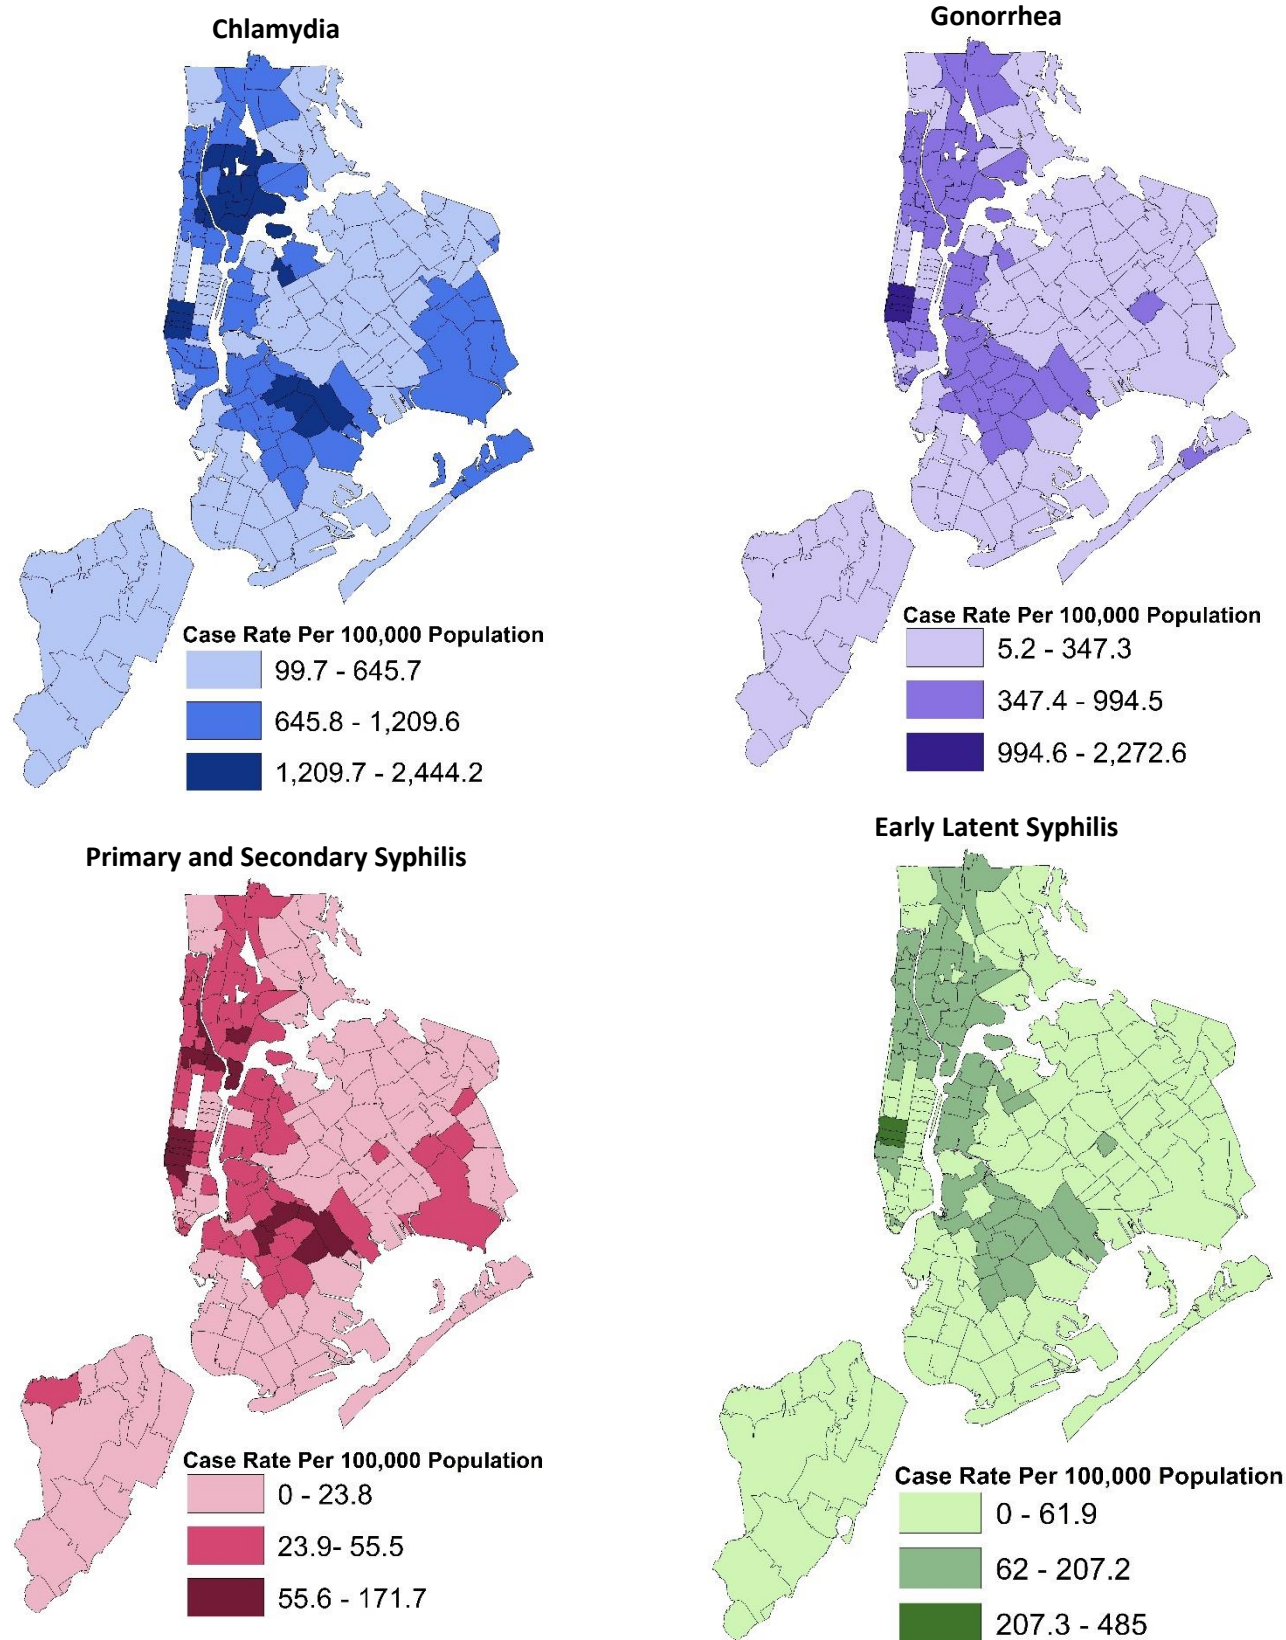 Chlamydia
Case Rate Per 100,000 Population
99.7 - 645.7
645.8 - 1,209.6
1,209.7 - 2,444.2
Gonorrhea
Case Rate Per 100,000 Population
5.2 - 347.3
347.4 - 994.5
994.6 - 2,272.6
Primary and Secondary Syphilis
Case Rate Per 100,000 Population
0 - 23.8
23.9- 55.5
55.6 - 171.7
Early Latent Syphilis
Case Rate Per 100,000 Population
0 - 61.9
62 - 207.2
207.3 - 485